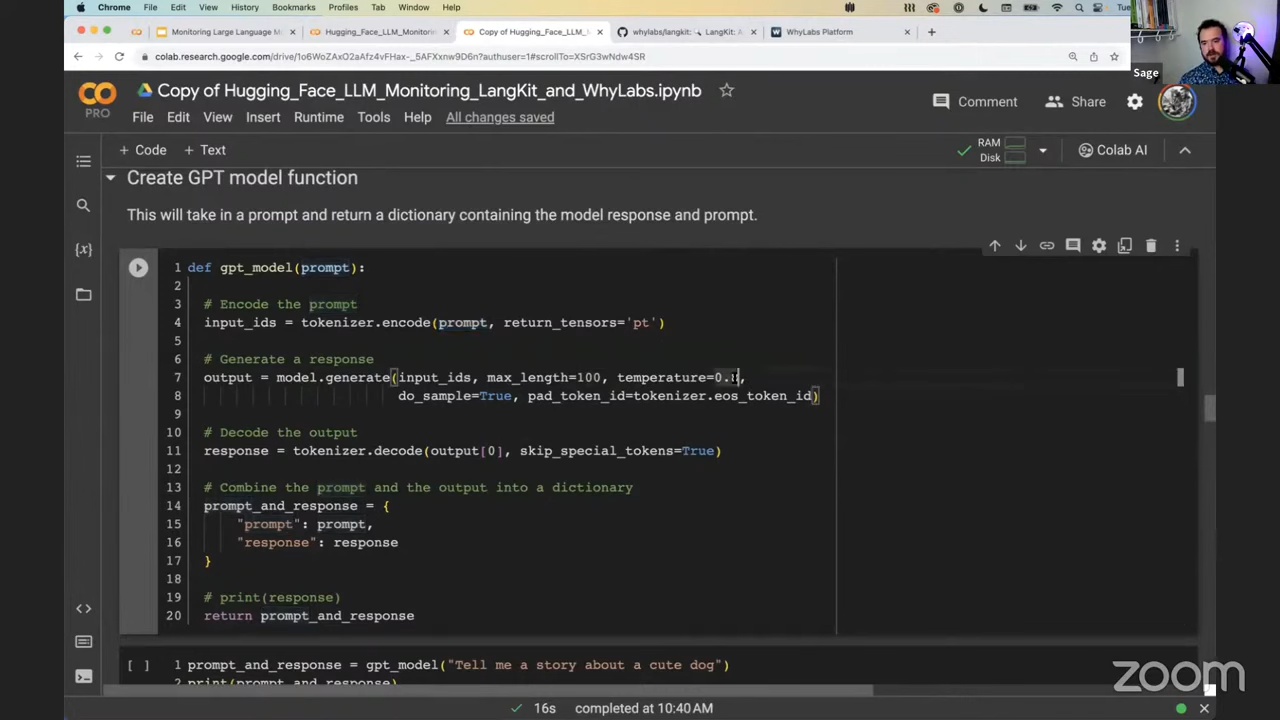 Chrome File Edit View History Bookmarks Profiles Tab Window Help Tue
Monitoring Large Language M
Hugging_Face_LLM_Monitorin
Copy of Hugging_Face_LLM_
whylabs/langkit: LangKit: A
WhyLabs Platform
colab.research.google.com/drive/1o6WoZAxO2aAfz4vFHax-_5AFXxnw9D6n?authuser=1#scrollTo=XSrG3wNdw4SR
Sage
Copy of Hugging_Face_LLM_Monitoring_LangKit_and_WhyLabs.ipynb
Comment Share
PRO
File Edit View Insert Runtime Tools Help All changes saved
+ Code + Text
RAM
Disk
Colab AI
Create GPT model function
This will take in a prompt and return a dictionary containing the model response and prompt.
1 def gpt_model(prompt):
2
3 # Encode the prompt
4 input_ids = tokenizer.encode(prompt, return_tensors='pt')
5
6 # Generate a response
7 output = model.generate(input_ids, max_length=100, temperature=0.8,
8 do_sample=True, pad_token_id=tokenizer.eos_token_id)
9
10 # Decode the output
11 response = tokenizer.decode(output[0], skip_special_tokens=True)
12
13 # Combine the prompt and the output into a dictionary
14 prompt_and_response = {
15 "prompt": prompt,
16 "response": response
17 }
18
19 # print(response)
20 return prompt_and_response
[ ] 1 prompt_and_response = gpt_model("Tell me a story about a cute dog")
2 print(prompt_and_response)
16s completed at 10:40 AM
zoom